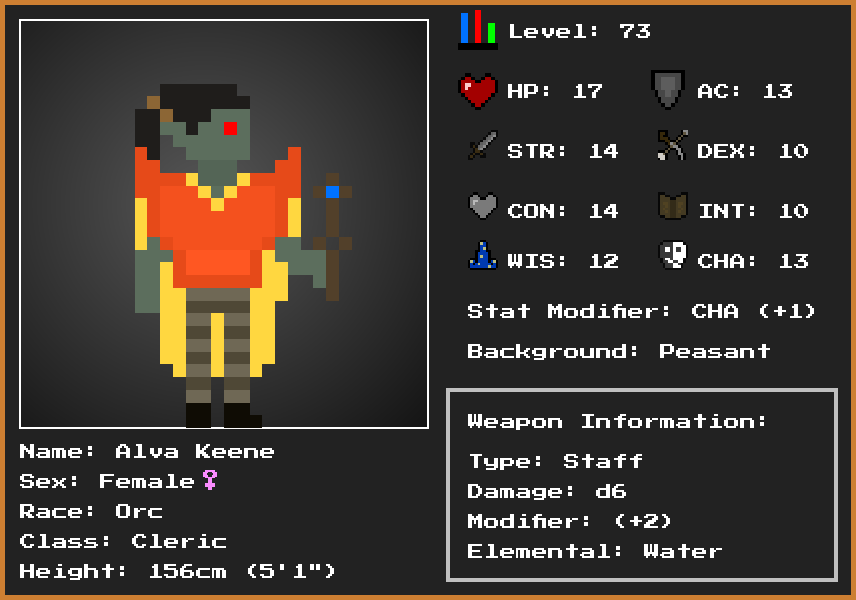 Level: 73
HP: 17
AC: 13
STR: 14
DEX: 10
CON: 14
INT: 10
WIS: 12
CHA: 13
Stat Modifier: CHA (+1)
Background: Peasant
Weapon Information:
Type: Staff
Damage: d6
Modifier: (+2)
Elemental: Water
Name: Alva Keene
Sex: Female♀
Race: Orc
Class: Cleric
Height: 156cm (5'1")